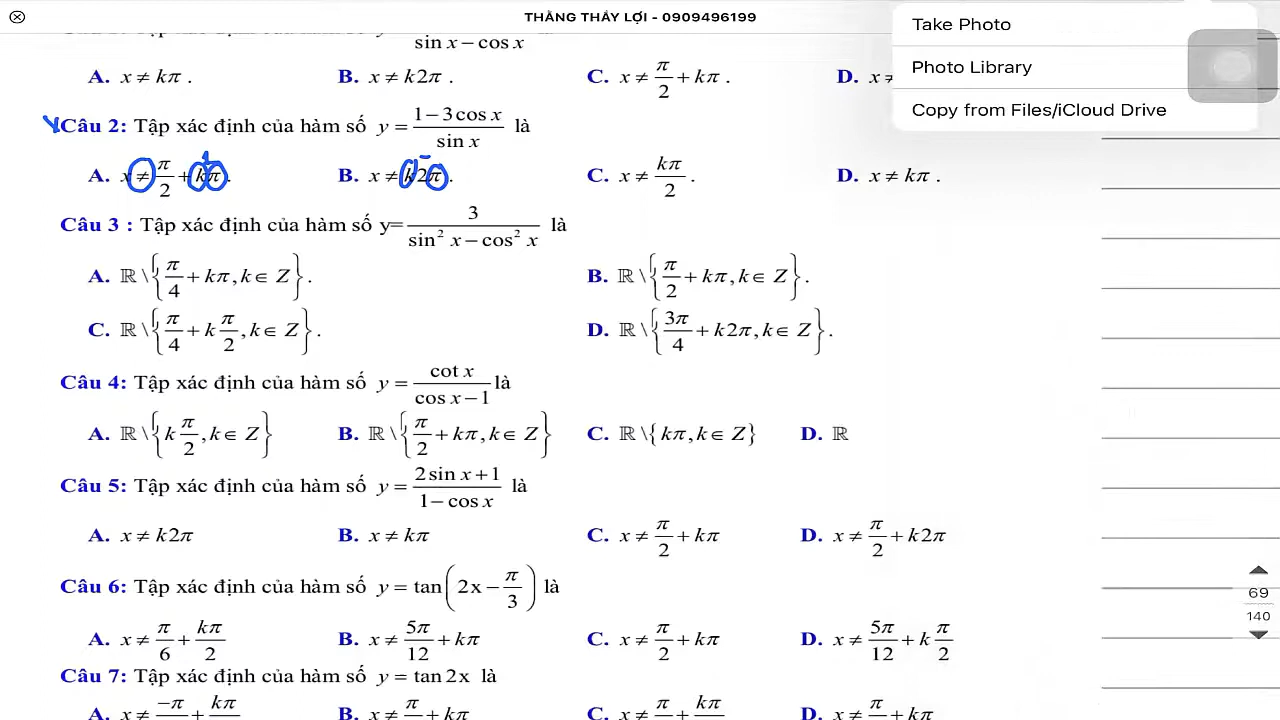 THẰNG THẦY LỢI - 0909496199
Take Photo
Photo Library
Copy from Files/iCloud Drive
sin x − cos x
A. x ≠ kπ . B. x ≠ k2π . C. x ≠ π/2 + kπ . D. x ≠
Câu 2: Tập xác định của hàm số y = (1 − 3cos x)/(sin x) là
A. x ≠ π/2 + kπ . B. x ≠ k2π . C. x ≠ kπ/2 . D. x ≠ kπ .
Câu 3 : Tập xác định của hàm số y= 3/(sin² x − cos² x) là
A. ℝ \ {π/4 + kπ, k ∈ Z} . B. ℝ \ {π/2 + kπ, k ∈ Z} .
C. ℝ \ {π/4 + k π/2, k ∈ Z} . D. ℝ \ {3π/4 + k2π, k ∈ Z} .
Câu 4: Tập xác định của hàm số y = (cot x)/(cos x − 1) là
A. ℝ \ {k π/2, k ∈ Z} B. ℝ \ {π/2 + kπ, k ∈ Z} C. ℝ \ {kπ, k ∈ Z} D. ℝ
Câu 5: Tập xác định của hàm số y = (2sin x + 1)/(1 − cos x) là
A. x ≠ k2π B. x ≠ kπ C. x ≠ π/2 + kπ D. x ≠ π/2 + k2π
Câu 6: Tập xác định của hàm số y = tan(2x − π/3) là
A. x ≠ π/6 + kπ/2 B. x ≠ 5π/12 + kπ C. x ≠ π/2 + kπ D. x ≠ 5π/12 + k π/2
Câu 7: Tập xác định của hàm số y = tan 2x là
A. x ≠ −π + kπ B. x ≠ π + kπ C. x ≠ π + kπ D. x ≠ π + kπ
69
140